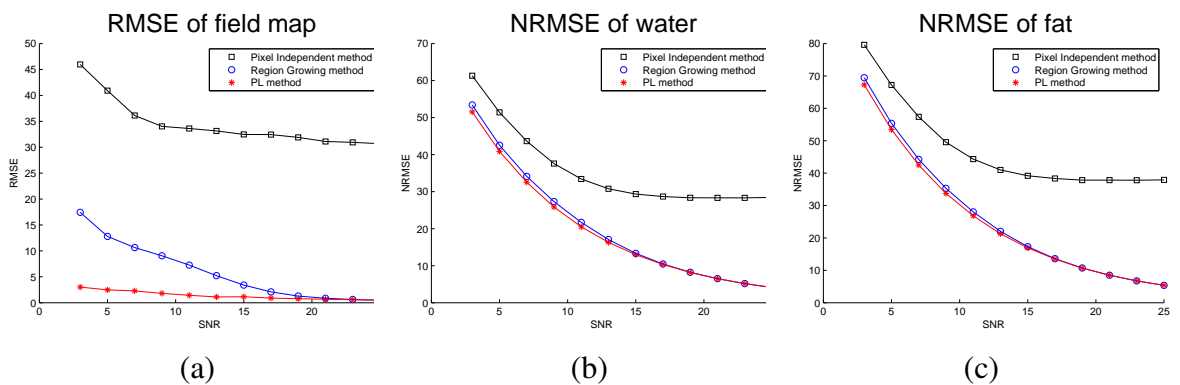 RMSE of field map
50
45
40
35
30
25
20
15
10
5
0
RMSE
0 5 10 15 20
SNR
Pixel Independent method
Region Growing method
PL method
(a)
NRMSE of water
70
60
50
40
30
20
10
0
NRMSE
0 5 10 15 20
SNR
Pixel Independent method
Region Growing method
PL method
(b)
NRMSE of fat
80
70
60
50
40
30
20
10
0
NRMSE
0 5 10 15 20 25
SNR
Pixel Independent method
Region Growing method
PL method
(c)